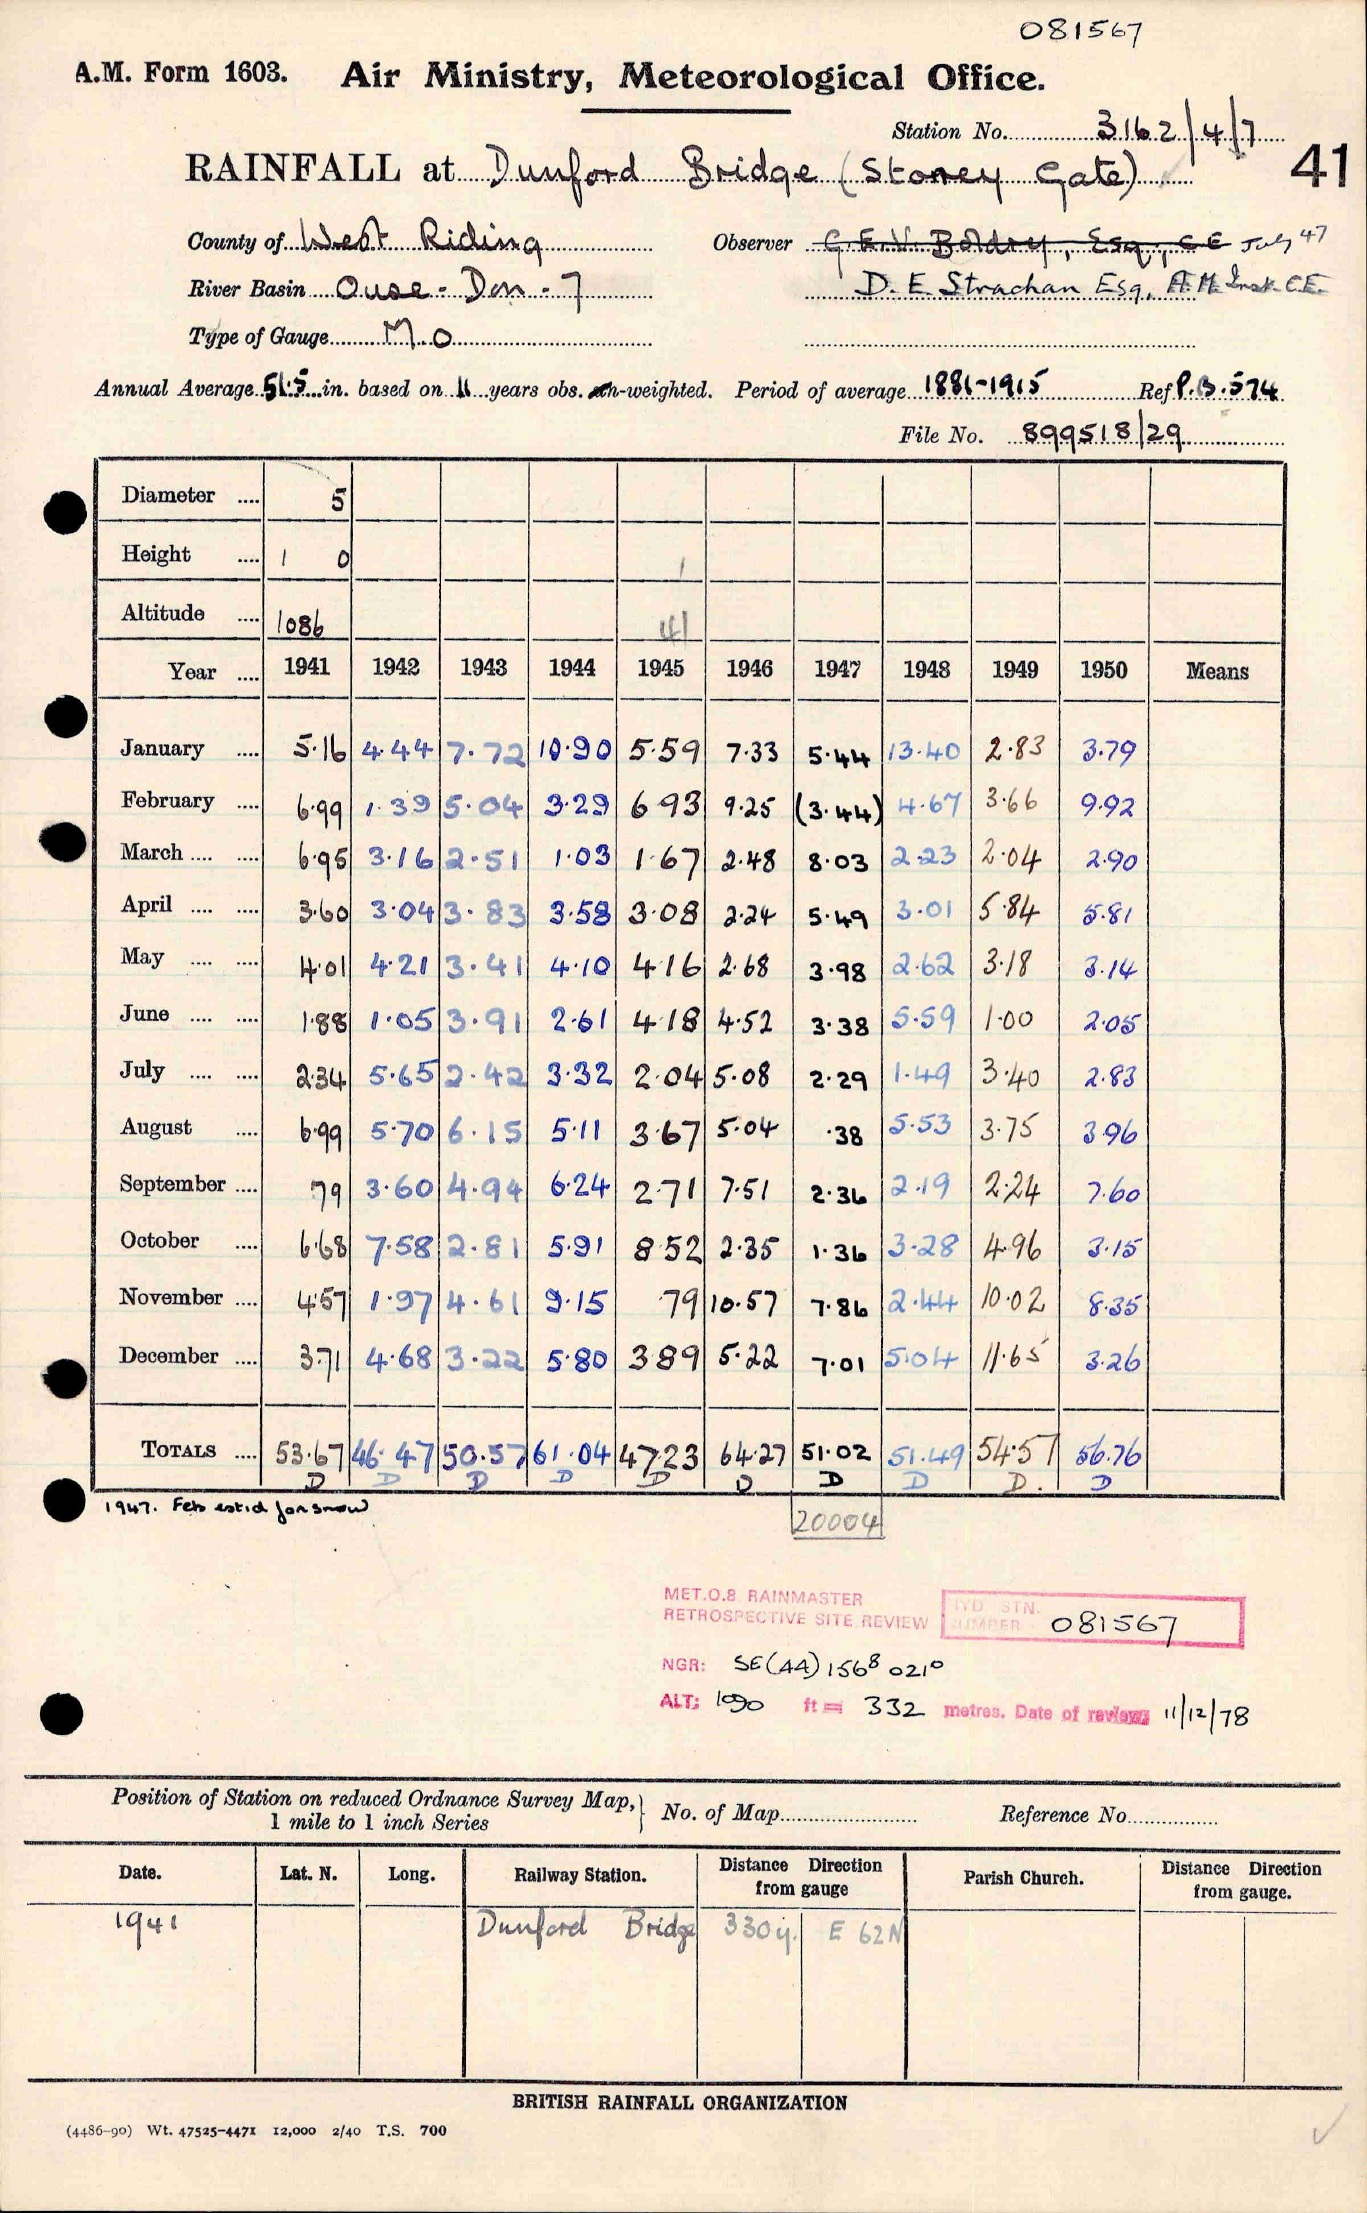 081567
A.M. Form 1603. Air Ministry, Meteorological Office.
Station No. 3162/4/7
41
RAINFALL at Dunford Bridge (Stoney Gate)
County of West Riding Observer G.E.V. Boldry, Esq., C E July 47
River Basin Ouse - Don - 7 D. E. Strachan Esq, A.M.Inst.C.E.
Type of Gauge M.O
Annual Average 51.5 in. based on 11 years obs. un-weighted. Period of average 1881-1915 Ref P.B.574
File No. 899518/29
Diameter .... 5
Height .... 1 0
Altitude .... 1086 41
Year .... 1941 1942 1943 1944 1945 1946 1947 1948 1949 1950 Means
January .... 5.16 4.44 7.72 10.90 5.59 7.33 5.44 13.40 2.83 3.79
February .... 6.99 1.39 5.04 3.29 6 93 9.25 (3.44) 4.67 3.66 9.92
March .... .... 6.95 3.16 2.51 1.03 1.67 2.48 8.03 2.23 2.04 2.90
April .... .... 3.60 3.04 3.83 3.58 3.08 2.24 5.49 3.01 5.84 5.81
May .... .... 4.01 4.21 3.41 4.10 4 16 2.68 3.98 2.62 3.18 3.14
June .... .... 1.88 1.05 3.91 2.61 4 18 4.52 3.38 5.59 1.00 2.05
July .... .... 2.34 5.65 2.42 3.32 2.04 5.08 2.29 1.49 3.40 2.83
August .... 6.99 5.70 6.15 5.11 3.67 5.04 .38 5.53 3.75 3.96
September .... 79 3.60 4.94 6.24 2.71 7.51 2.36 2.19 2.24 7.60
October .... 6.68 7.58 2.81 5.91 8 52 2.35 1.36 3.28 4.96 3.15
November .... 4.57 1.97 4.61 9.15 79 10.57 7.86 2.44 10.02 8.35
December .... 3.71 4.68 3.22 5.80 3 89 5.22 7.01 5.04 11.65 3.26
TOTALS .... 53.67 46.47 50.57 61.04 47.23 64.27 51.02 51.49 54.57 56.76
D D D D D D D D D. D
1947. Feb est'd for snow
20004
MET.O.8 RAINMASTER
RETROSPECTIVE SITE REVIEW
HYD. STN.
NUMBER 081567
NGR: SE(44) 156⁸ 021⁰
ALT: 1090 ft = 332 metres. Date of review 11/12/78
Position of Station on reduced Ordnance Survey Map,
1 mile to 1 inch Series
No. of Map Reference No.
Date. Lat. N. Long. Railway Station. Distance Direction from gauge Parish Church. Distance Direction from gauge.
1941 Dunford Bridge 330y. E 62N
BRITISH RAINFALL ORGANIZATION
(4486-90) Wt. 47525-4471 12,000 2/40 T.S. 700